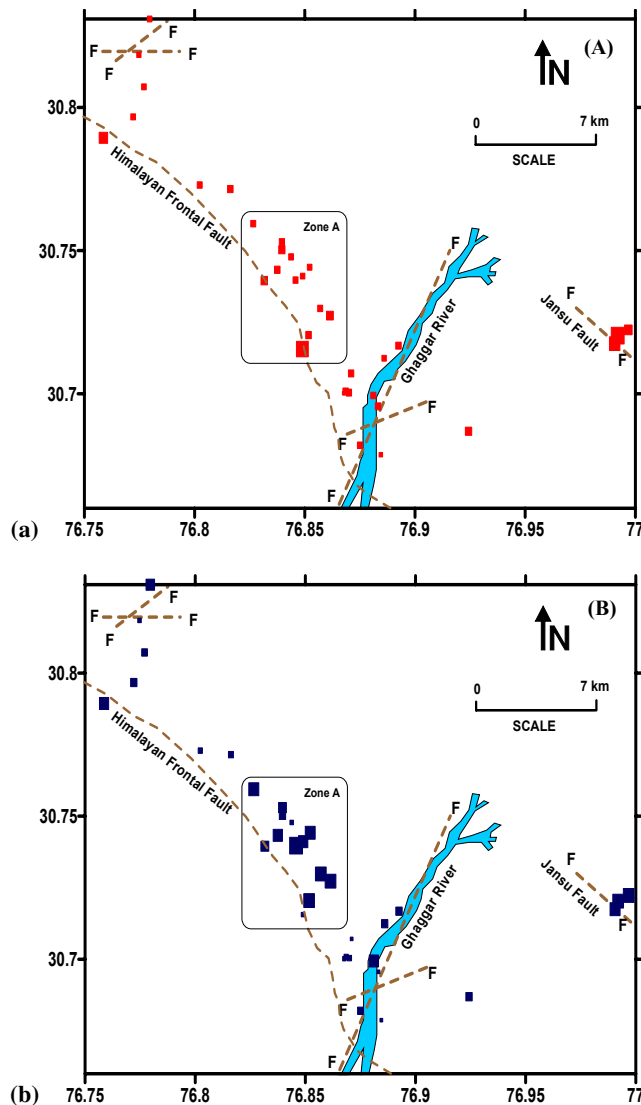 F
F
F
F
N
(A)
30.8
0
7 km
SCALE
Himalayan Frontal Fault
Zone A
30.75
F
Ghaggar River
F
Jansu Fault
F
30.7
F
F
F
(a)
76.75
76.8
76.85
76.9
76.95
77
F
F
F
F
N
(B)
30.8
0
7 km
SCALE
Himalayan Frontal Fault
Zone A
30.75
F
Ghaggar River
F
Jansu Fault
F
30.7
F
F
F
(b)
76.75
76.8
76.85
76.9
76.95
77